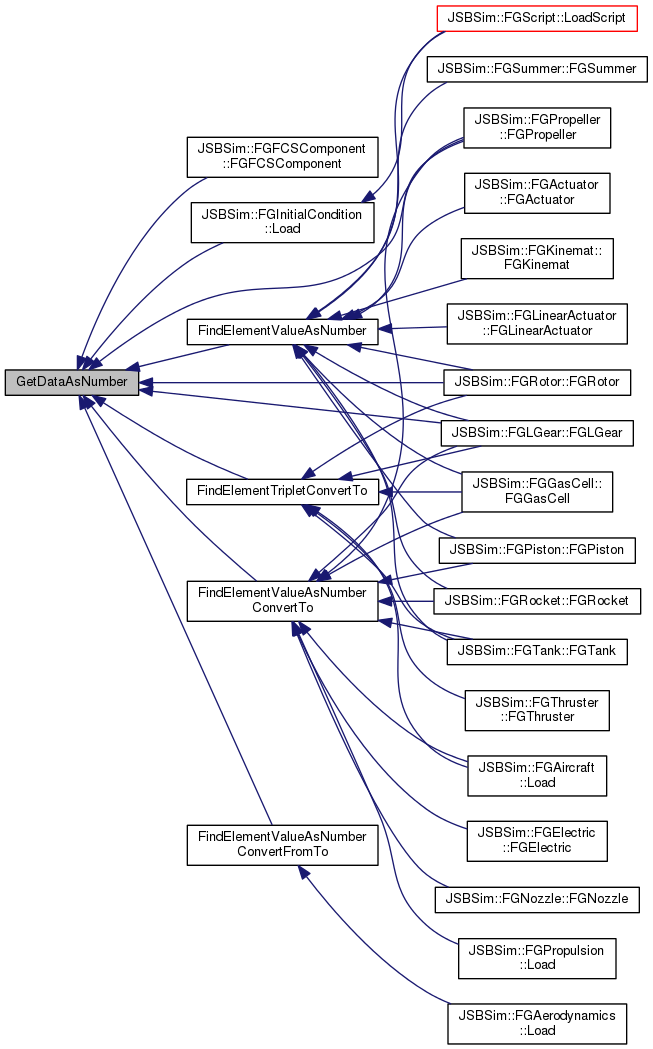 JSBSim::FGScript::LoadScript
JSBSim::FGSummer::FGSummer
JSBSim::FGPropeller
::FGPropeller
JSBSim::FGFCSComponent
::FGFCSComponent
JSBSim::FGActuator
::FGActuator
JSBSim::FGInitialCondition
::Load
JSBSim::FGKinemat::
FGKinemat
FindElementValueAsNumber
JSBSim::FGLinearActuator
::FGLinearActuator
GetDataAsNumber
JSBSim::FGRotor::FGRotor
JSBSim::FGLGear::FGLGear
FindElementTripletConvertTo
JSBSim::FGGasCell::
FGGasCell
JSBSim::FGPiston::FGPiston
FindElementValueAsNumber
ConvertTo
JSBSim::FGRocket::FGRocket
JSBSim::FGTank::FGTank
JSBSim::FGThruster
::FGThruster
JSBSim::FGAircraft
::Load
JSBSim::FGElectric
::FGElectric
FindElementValueAsNumber
ConvertFromTo
JSBSim::FGNozzle::FGNozzle
JSBSim::FGPropulsion
::Load
JSBSim::FGAerodynamics
::Load